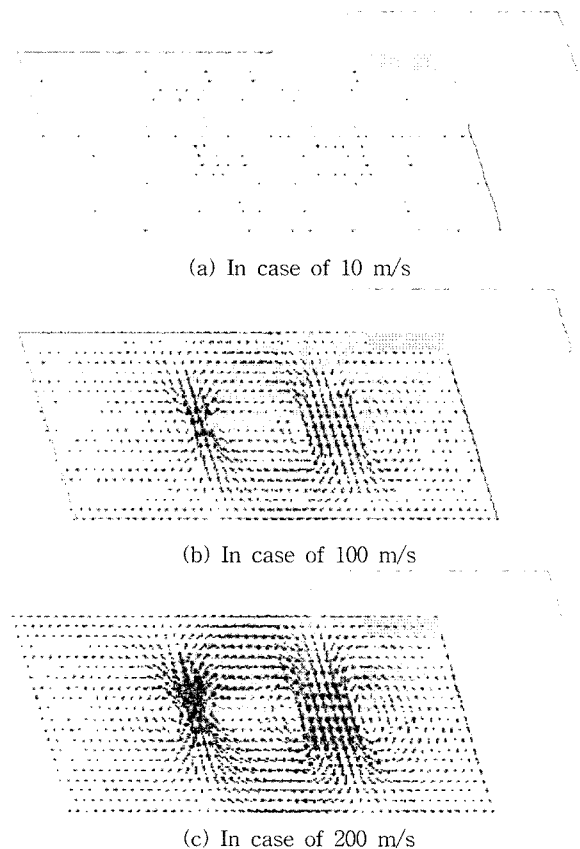 (a) In case of 10 m/s
(b) In case of 100 m/s
(c) In case of 200 m/s